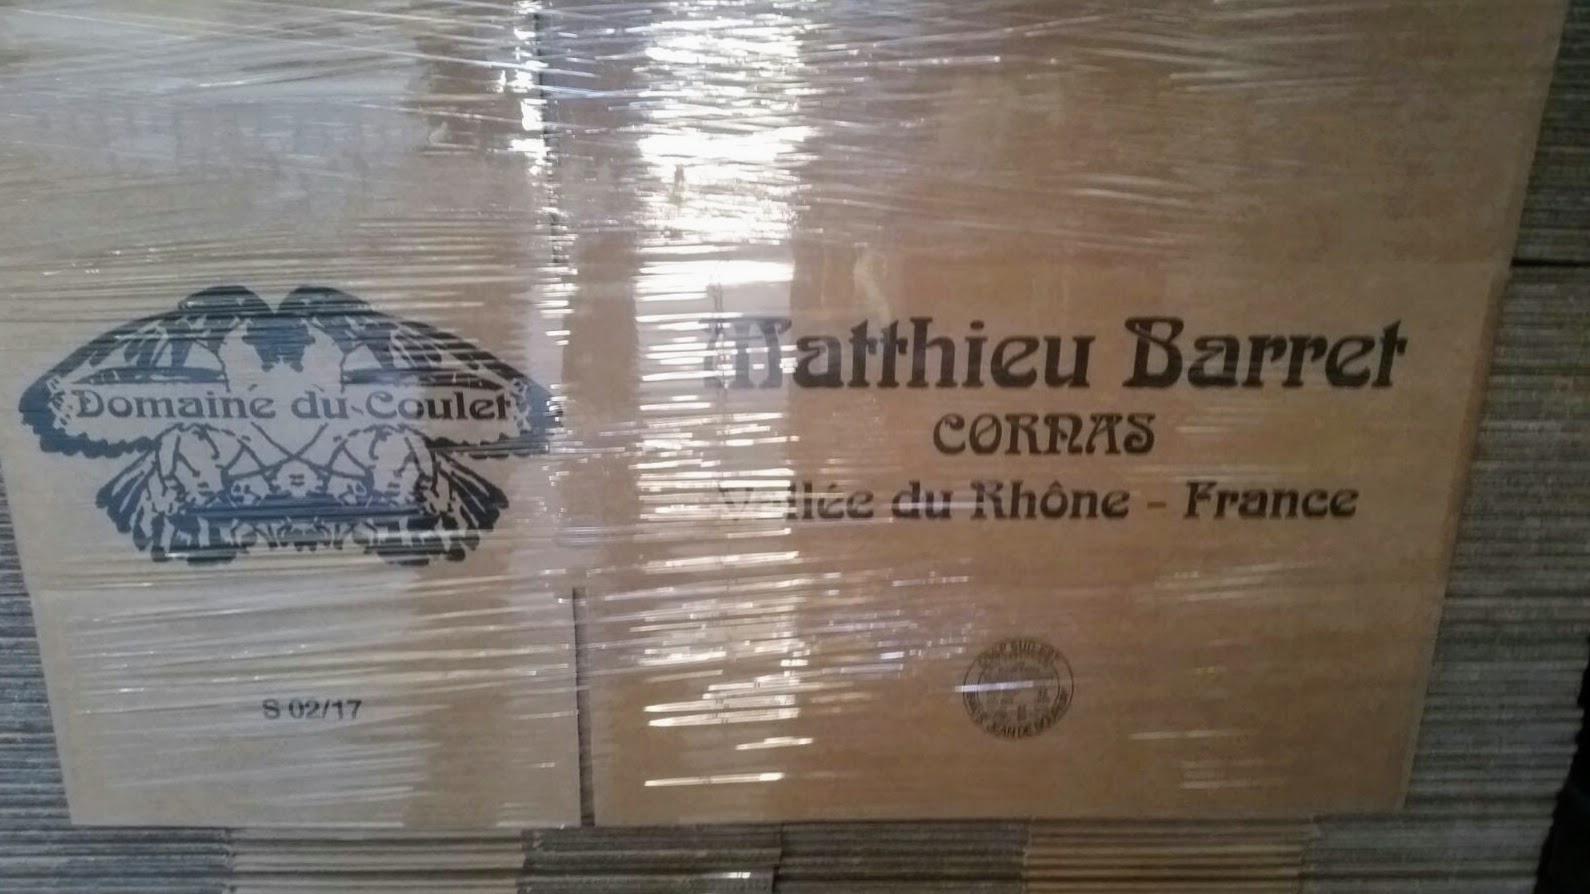 Domaine du Coulet
Matthieu Barret
CORNAS
Vallée du Rhône - France
S 02/17